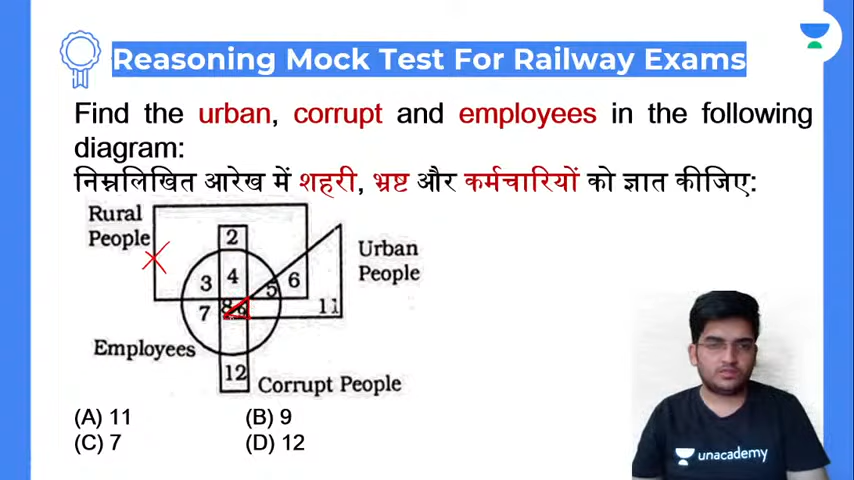 Reasoning Mock Test For Railway Exams
Find the urban, corrupt and employees in the following
diagram:
निम्नलिखित आरेख में शहरी, भ्रष्ट और कर्मचारियों को ज्ञात कीजिए:
Rural
People
2
Urban
People
3 4 5 6
7 8 11
Employees
12
Corrupt People
(A) 11 (B) 9
(C) 7 (D) 12
unacademy